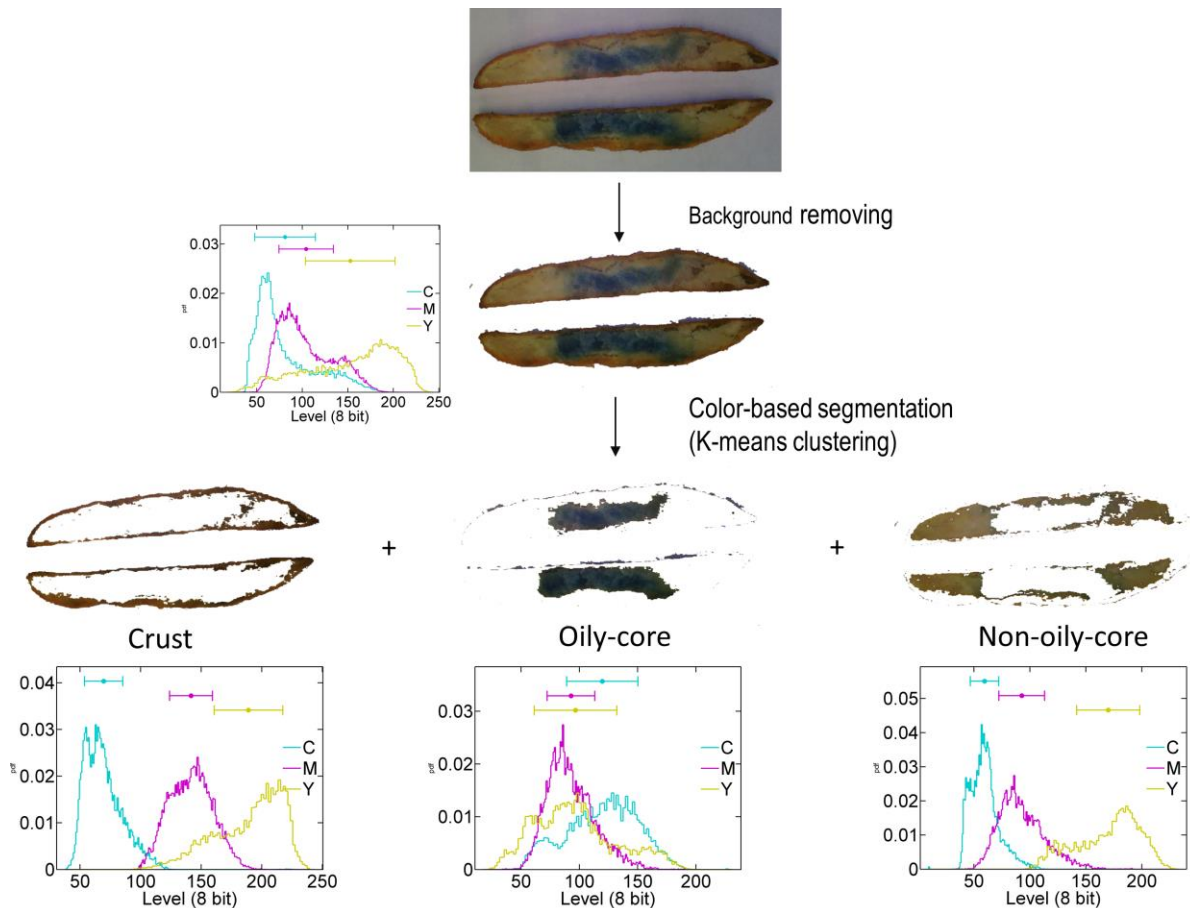 Background removing
0.03
0.02
0.01
0
pdf
C
M
Y
50 100 150 200 250
Level (8 bit)
Color-based segmentation
(K-means clustering)
+
+
Crust
Oily-core
Non-oily-core
0.04
0.03
0.02
0.01
0
pdf
C
M
Y
50 100 150 200 250
Level (8 bit)
0.03
0.02
0.01
0
pdf
C
M
Y
50 100 150 200
Level (8 bit)
0.05
0.04
0.03
0.02
0.01
0
pdf
C
M
Y
50 100 150 200
Level (8 bit)